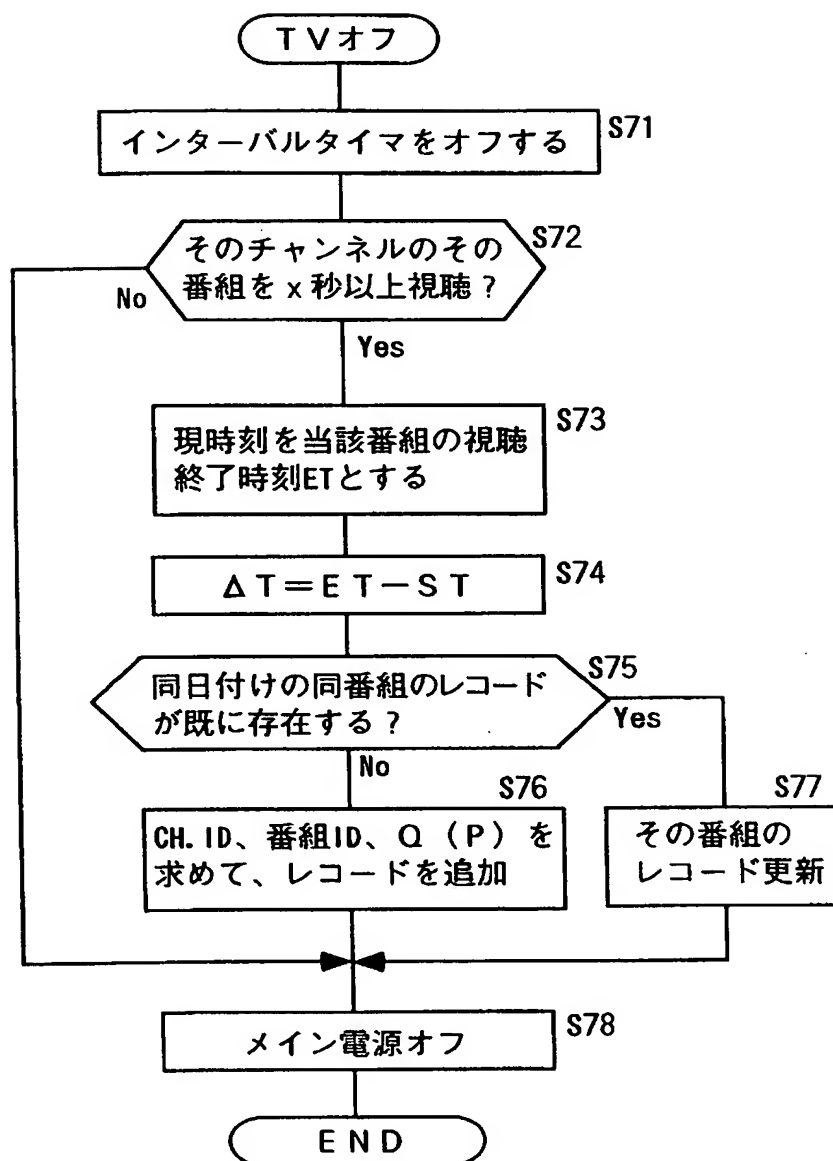 TVオフ
インターバルタイマをオフする
S71
そのチャンネルのその
番組をx秒以上視聴?
S72
No
Yes
現時刻を当該番組の視聴
終了時刻ETとする
S73
ΔT=ET-ST
S74
同日付けの同番組のレコード
が既に存在する?
S75
Yes
No
S76
CH.ID、番組ID、Q(P)を
求めて、レコードを追加
S77
その番組の
レコード更新
メイン電源オフ
S78
END